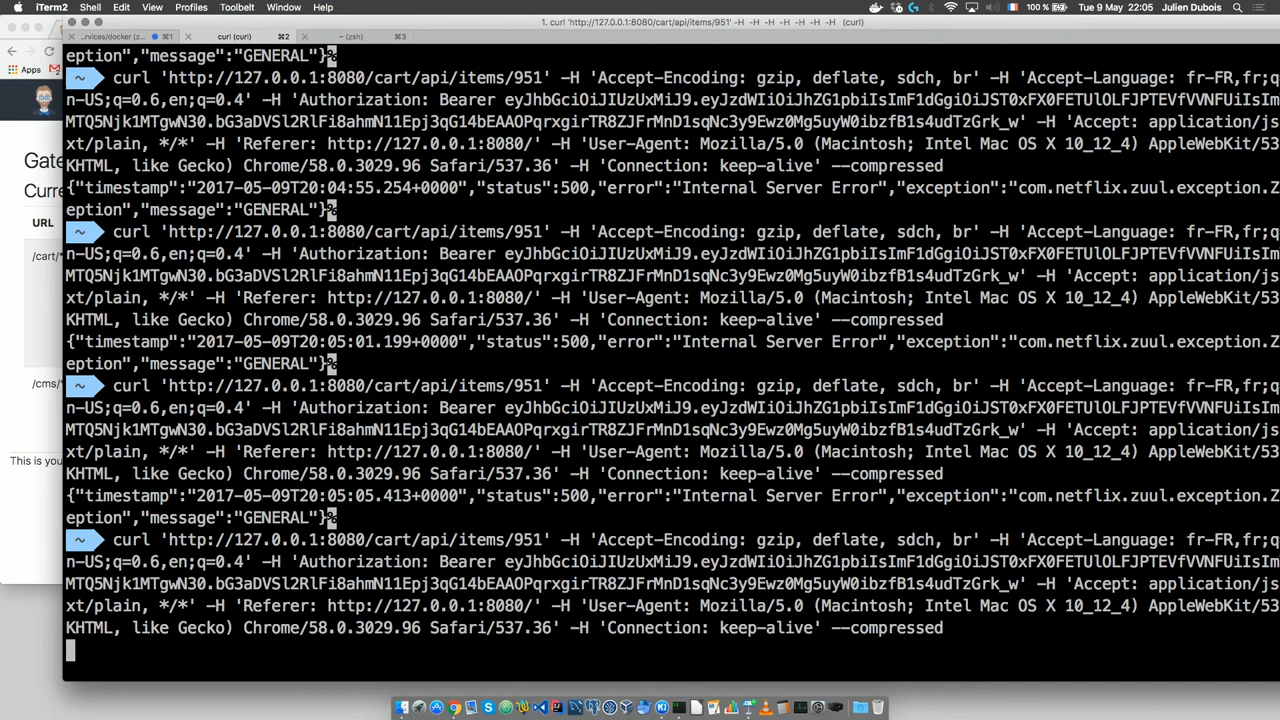 iTerm2 Shell Edit View Profiles Toolbelt Window Help 100 % Tue 9 May 22:05 Julien Dubois
1. curl 'http://127.0.0.1:8080/cart/api/items/951' -H -H -H -H -H -H (curl)
..rvices/docker (z... ⌘1 curl (curl) ⌘2 ~ (zsh) ⌘3
Apps
Gate
Curre
URL
/cart/*
/cms/*
This is you
eption","message":"GENERAL"}%
~ curl 'http://127.0.0.1:8080/cart/api/items/951' -H 'Accept-Encoding: gzip, deflate, sdch, br' -H 'Accept-Language: fr-FR,fr;q
n-US;q=0.6,en;q=0.4' -H 'Authorization: Bearer eyJhbGciOiJIUzUxMiJ9.eyJzdWIiOiJhZG1pbiIsImF1dGgiOiJST0xFX0FETUlOLFJPTEVfVVNFUiIsIm
MTQ5Njk1MTgwN30.bG3aDVSl2RlFi8ahmN11Epj3qG14bEAAOPqrxgirTR8ZJFrMnD1sqNc3y9Ewz0Mg5uyW0ibzfB1s4udTzGrk_w' -H 'Accept: application/js
xt/plain, */*' -H 'Referer: http://127.0.0.1:8080/' -H 'User-Agent: Mozilla/5.0 (Macintosh; Intel Mac OS X 10_12_4) AppleWebKit/53
KHTML, like Gecko) Chrome/58.0.3029.96 Safari/537.36' -H 'Connection: keep-alive' --compressed
{"timestamp":"2017-05-09T20:04:55.254+0000","status":500,"error":"Internal Server Error","exception":"com.netflix.zuul.exception.Z
eption","message":"GENERAL"}%
~ curl 'http://127.0.0.1:8080/cart/api/items/951' -H 'Accept-Encoding: gzip, deflate, sdch, br' -H 'Accept-Language: fr-FR,fr;q
n-US;q=0.6,en;q=0.4' -H 'Authorization: Bearer eyJhbGciOiJIUzUxMiJ9.eyJzdWIiOiJhZG1pbiIsImF1dGgiOiJST0xFX0FETUlOLFJPTEVfVVNFUiIsIm
MTQ5Njk1MTgwN30.bG3aDVSl2RlFi8ahmN11Epj3qG14bEAAOPqrxgirTR8ZJFrMnD1sqNc3y9Ewz0Mg5uyW0ibzfB1s4udTzGrk_w' -H 'Accept: application/js
xt/plain, */*' -H 'Referer: http://127.0.0.1:8080/' -H 'User-Agent: Mozilla/5.0 (Macintosh; Intel Mac OS X 10_12_4) AppleWebKit/53
KHTML, like Gecko) Chrome/58.0.3029.96 Safari/537.36' -H 'Connection: keep-alive' --compressed
{"timestamp":"2017-05-09T20:05:01.199+0000","status":500,"error":"Internal Server Error","exception":"com.netflix.zuul.exception.Z
eption","message":"GENERAL"}%
~ curl 'http://127.0.0.1:8080/cart/api/items/951' -H 'Accept-Encoding: gzip, deflate, sdch, br' -H 'Accept-Language: fr-FR,fr;q
n-US;q=0.6,en;q=0.4' -H 'Authorization: Bearer eyJhbGciOiJIUzUxMiJ9.eyJzdWIiOiJhZG1pbiIsImF1dGgiOiJST0xFX0FETUlOLFJPTEVfVVNFUiIsIm
MTQ5Njk1MTgwN30.bG3aDVSl2RlFi8ahmN11Epj3qG14bEAAOPqrxgirTR8ZJFrMnD1sqNc3y9Ewz0Mg5uyW0ibzfB1s4udTzGrk_w' -H 'Accept: application/js
xt/plain, */*' -H 'Referer: http://127.0.0.1:8080/' -H 'User-Agent: Mozilla/5.0 (Macintosh; Intel Mac OS X 10_12_4) AppleWebKit/53
KHTML, like Gecko) Chrome/58.0.3029.96 Safari/537.36' -H 'Connection: keep-alive' --compressed
{"timestamp":"2017-05-09T20:05:05.413+0000","status":500,"error":"Internal Server Error","exception":"com.netflix.zuul.exception.Z
eption","message":"GENERAL"}%
~ curl 'http://127.0.0.1:8080/cart/api/items/951' -H 'Accept-Encoding: gzip, deflate, sdch, br' -H 'Accept-Language: fr-FR,fr;q
n-US;q=0.6,en;q=0.4' -H 'Authorization: Bearer eyJhbGciOiJIUzUxMiJ9.eyJzdWIiOiJhZG1pbiIsImF1dGgiOiJST0xFX0FETUlOLFJPTEVfVVNFUiIsIm
MTQ5Njk1MTgwN30.bG3aDVSl2RlFi8ahmN11Epj3qG14bEAAOPqrxgirTR8ZJFrMnD1sqNc3y9Ewz0Mg5uyW0ibzfB1s4udTzGrk_w' -H 'Accept: application/js
xt/plain, */*' -H 'Referer: http://127.0.0.1:8080/' -H 'User-Agent: Mozilla/5.0 (Macintosh; Intel Mac OS X 10_12_4) AppleWebKit/53
KHTML, like Gecko) Chrome/58.0.3029.96 Safari/537.36' -H 'Connection: keep-alive' --compressed